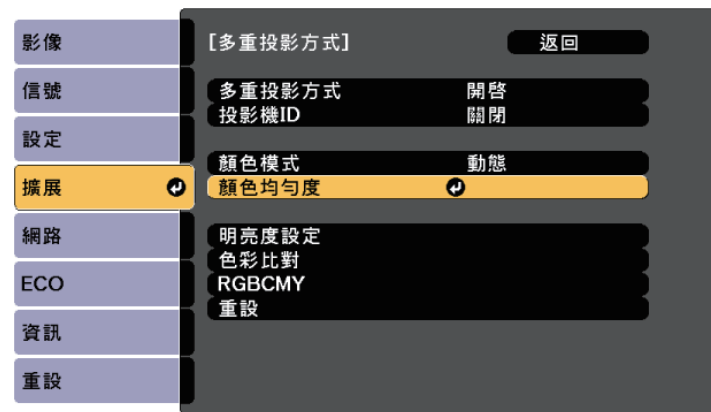 影像
信號
設定
擴展
網路
ECO
資訊
重設
[多重投影方式] 返回
多重投影方式 開啓
投影機ID 關閉
顏色模式 動態
顏色均勻度
明亮度設定
色彩比對
RGBCMY
重設